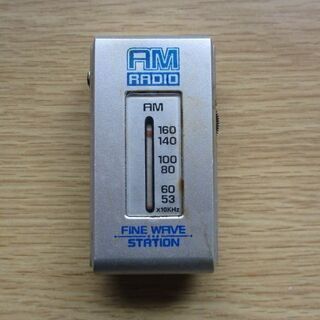 AM
RADIO
AM
160
140
100
80
60
53
X10KHz
FINE WAVE
STATION